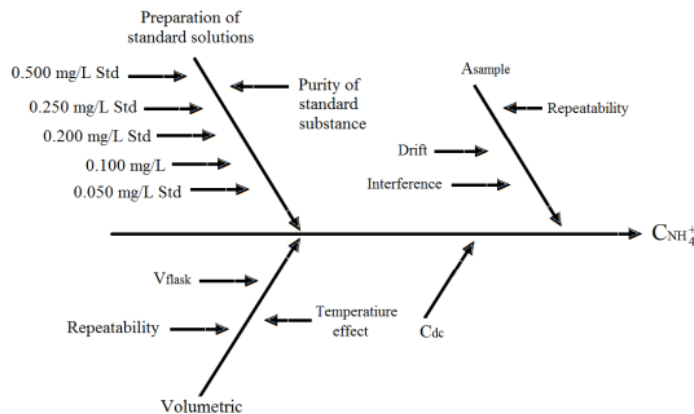 Preparation of
standard solutions
0.500 mg/L Std
0.250 mg/L Std
0.200 mg/L Std
0.100 mg/L
0.050 mg/L Std
Purity of
standard
substance
Asample
Repeatability
Drift
Interference
CNH4+
Vflask
Repeatability
Temperatiure
effect
Volumetric
Cdc